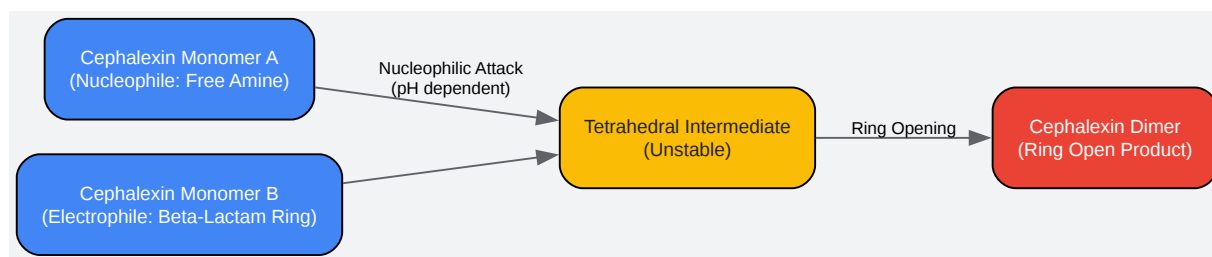 Cephalexin Monomer A
(Nucleophile: Free Amine)
Nucleophilic Attack
(pH dependent)
Cephalexin Monomer B
(Electrophile: Beta-Lactam Ring)
Tetrahedral Intermediate
(Unstable)
Ring Opening
Cephalexin Dimer
(Ring Open Product)